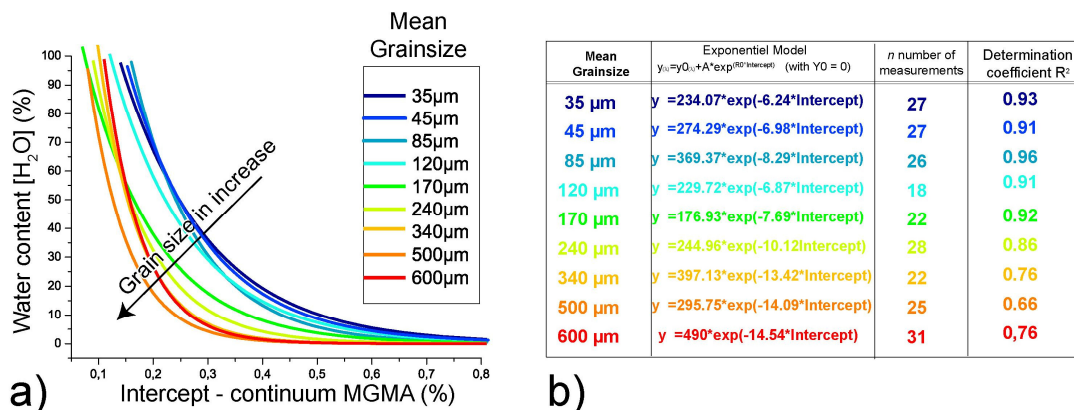 Mean
Grainsize
35µm
45µm
85µm
120µm
170µm
240µm
340µm
500µm
600µm
Water content [H₂O] (%)
100
90
80
70
60
50
40
30
20
10
0
Grain size in increase
0,1 0,2 0,3 0,4 0,5 0,6 0,7 0,8
Intercept - continuum MGMA (%)
a)
Mean Grainsize
Exponentiel Model
y₍λ₎=y0₍λ₎+A*exp⁽ᴿ⁰*ᴵⁿᵗᵉʳᶜᵉᵖᵗ⁾ (with Y0 = 0)
n number of measurements
Determination coefficient R²
35 µm y =234.07*exp(-6.24*Intercept) 27 0.93
45 µm y =274.29*exp(-6.98*Intercept) 27 0.91
85 µm y =369.37*exp(-8.29*Intercept) 26 0.96
120 µm y =229.72*exp(-6.87*Intercept) 18 0.91
170 µm y =176.93*exp(-7.69*Intercept) 22 0.92
240 µm y =244.96*exp(-10.12Intercept) 28 0.86
340 µm y =397.13*exp(-13.42*Intercept) 22 0.76
500 µm y =295.75*exp(-14.09*Intercept) 25 0.66
600 µm y =490*exp(-14.54*Intercept) 31 0,76
b)